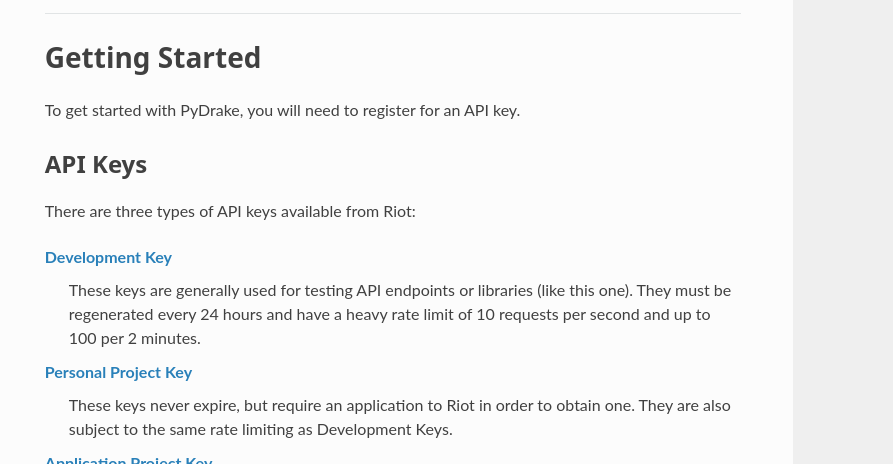 Getting Started
To get started with PyDrake, you will need to register for an API key.
API Keys
There are three types of API keys available from Riot:
Development Key
These keys are generally used for testing API endpoints or libraries (like this one). They must be
regenerated every 24 hours and have a heavy rate limit of 10 requests per second and up to
100 per 2 minutes.
Personal Project Key
These keys never expire, but require an application to Riot in order to obtain one. They are also
subject to the same rate limiting as Development Keys.
Application Project Key